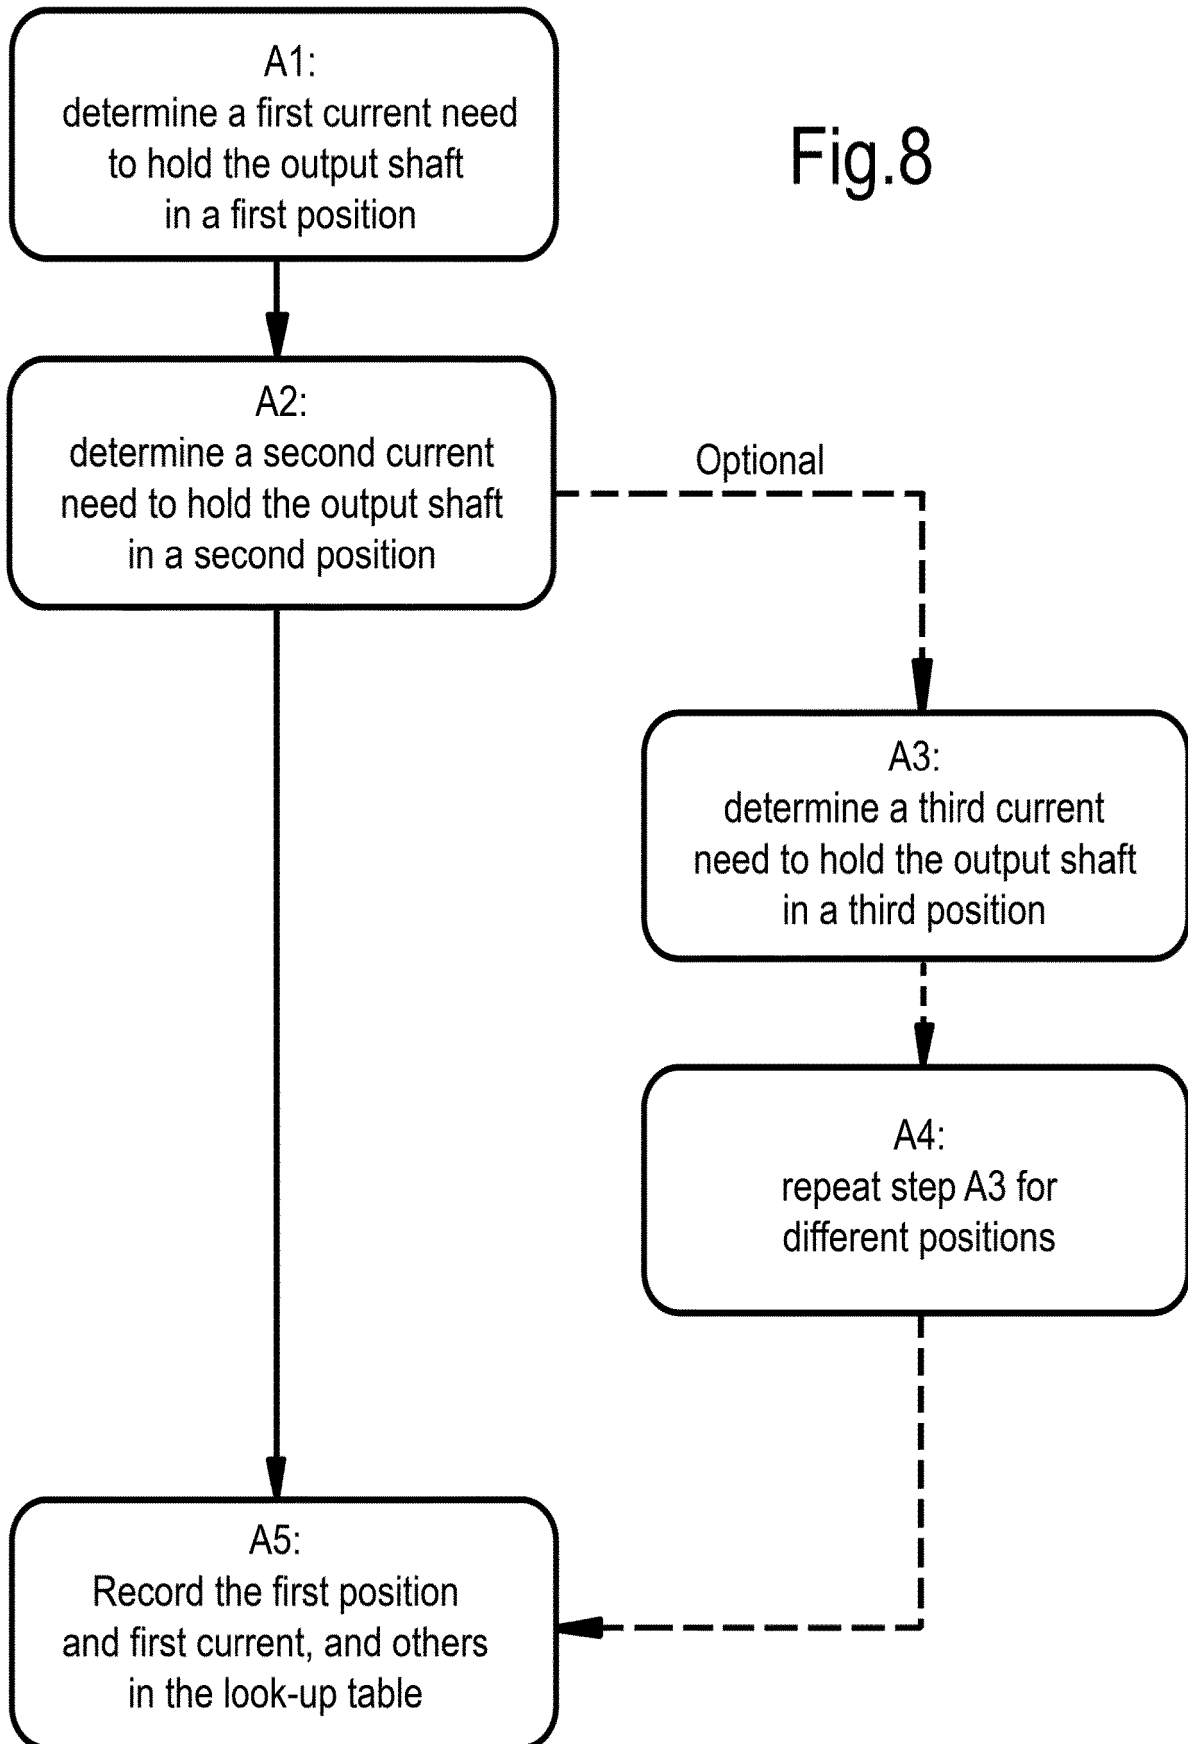 A1:
determine a first current need
to hold the output shaft
in a first position
Fig.8
A2:
determine a second current
need to hold the output shaft
in a second position
Optional
A3:
determine a third current
need to hold the output shaft
in a third position
A4:
repeat step A3 for
different positions
A5:
Record the first position
and first current, and others
in the look-up table